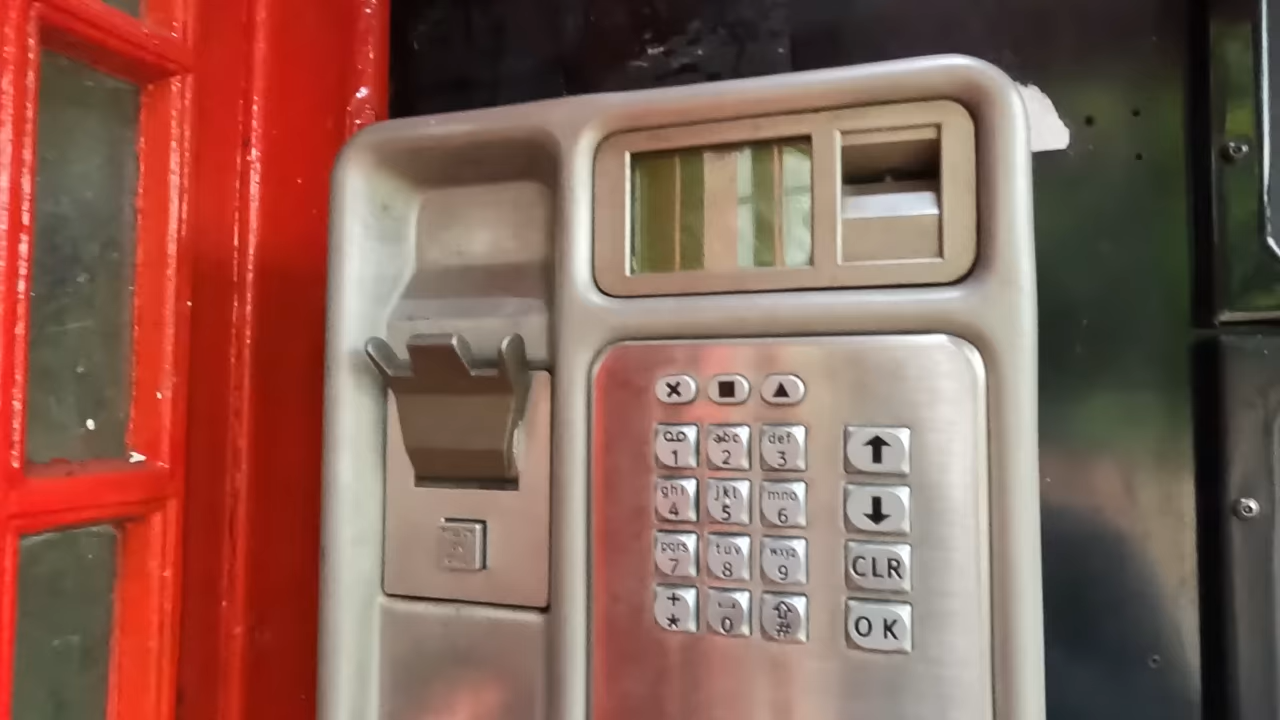 abc def
1 2 3
ghi jkl mno
4 5 6
pqrs tuv wxyz
7 8 9
CLR
+
* 0 #
OK